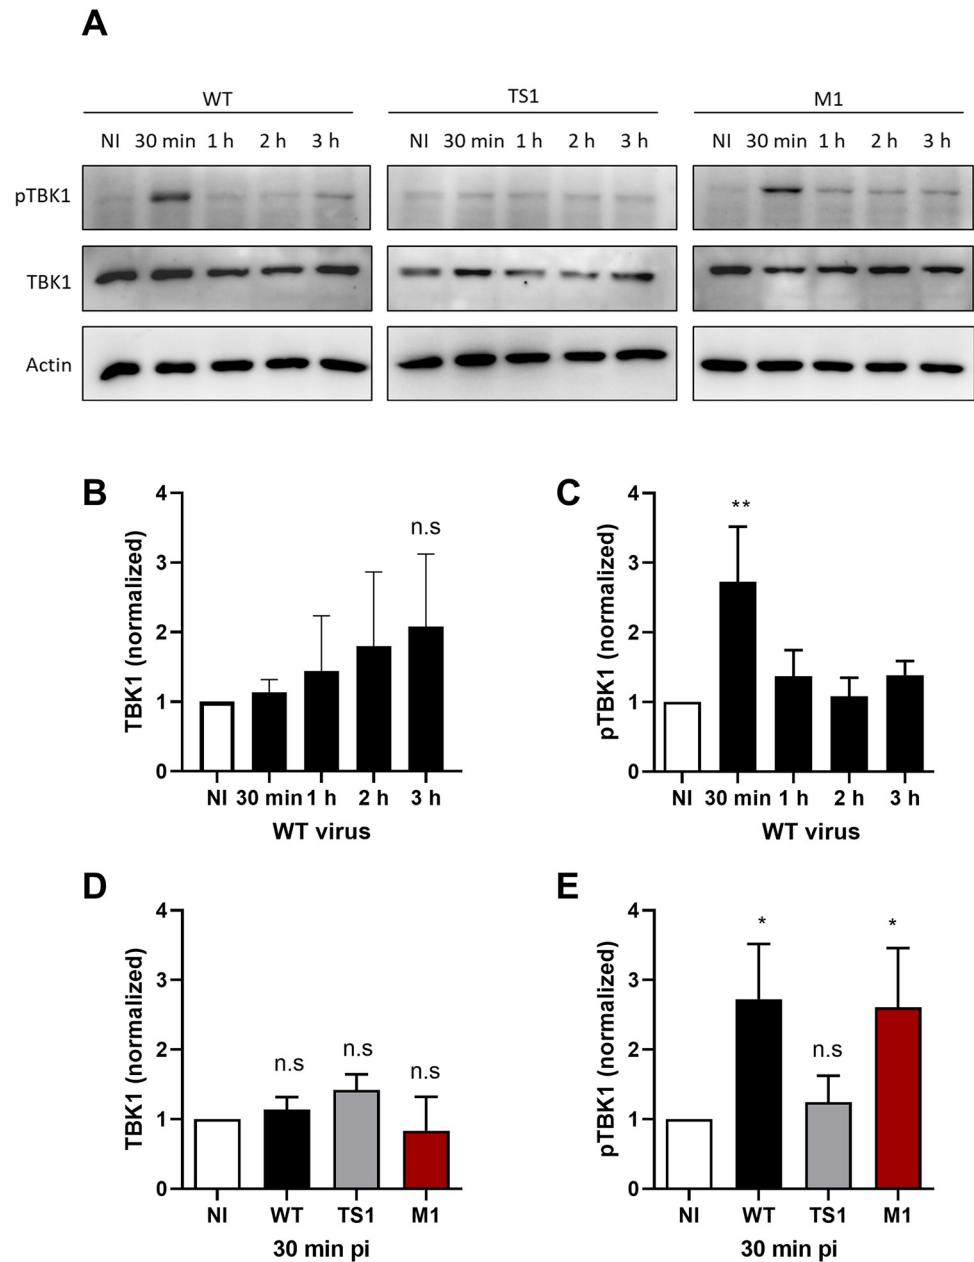 A
WT TS1 M1
NI 30 min 1 h 2 h 3 h NI 30 min 1 h 2 h 3 h NI 30 min 1 h 2 h 3 h
pTBK1
TBK1
Actin
B
TBK1 (normalized)
4
3
2
1
0
n.s
NI 30 min 1 h 2 h 3 h
WT virus
C
pTBK1 (normalized)
4
3
2
1
0
**
NI 30 min 1 h 2 h 3 h
WT virus
D
TBK1 (normalized)
4
3
2
1
0
n.s n.s n.s
NI WT TS1 M1
30 min pi
E
pTBK1 (normalized)
4
3
2
1
0
* n.s *
NI WT TS1 M1
30 min pi